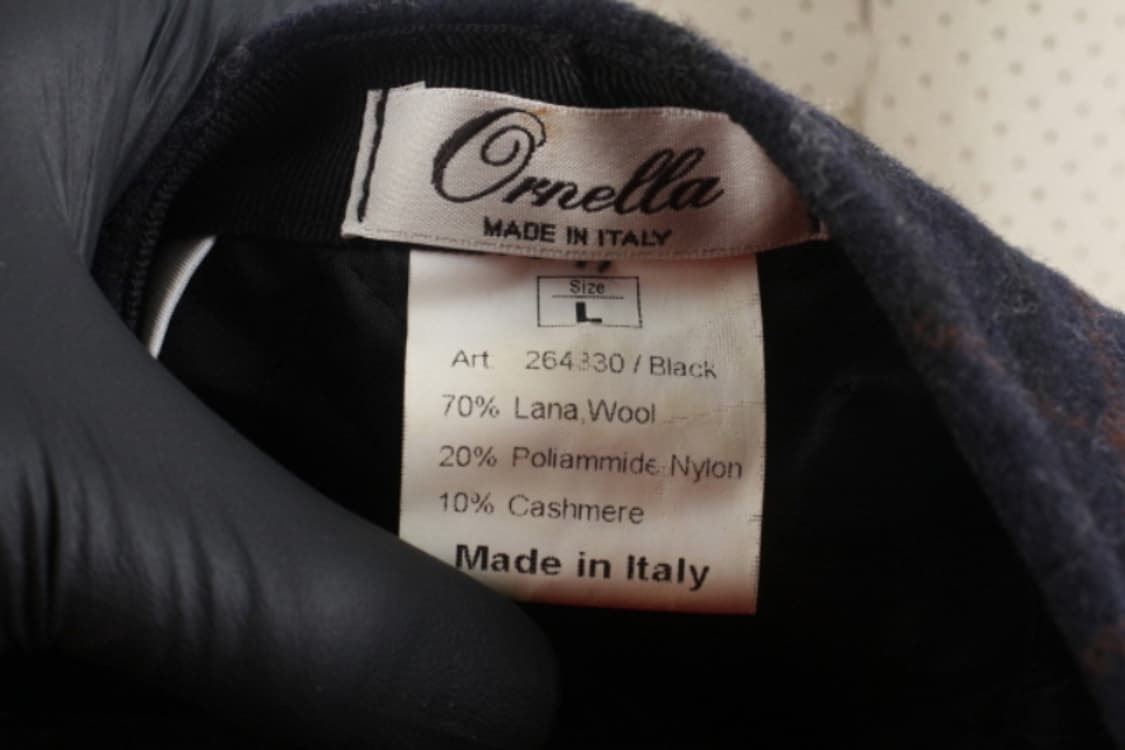 Ornella
MADE IN ITALY
Size
L
Art 264330 / Black
70% Lana,Wool
20% Poliammide Nylon
10% Cashmere
Made in Italy